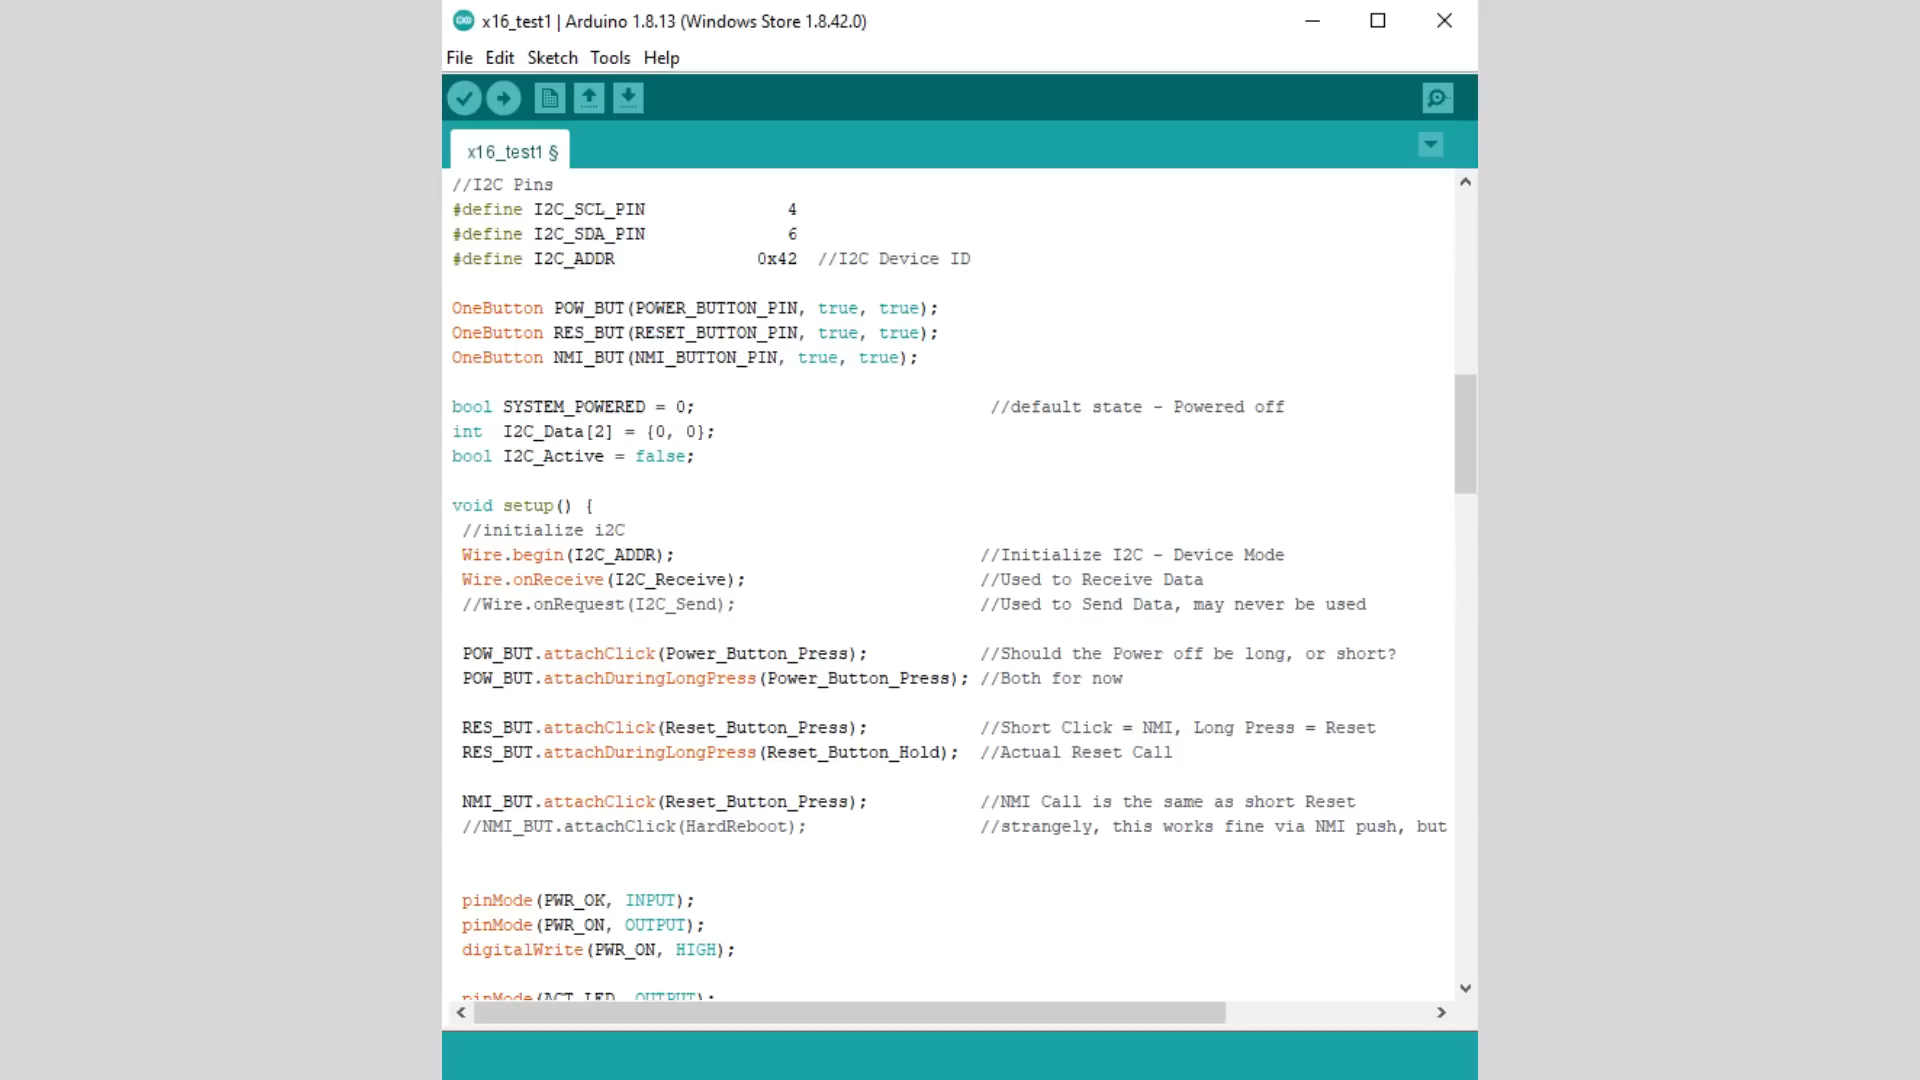 x16_test1 | Arduino 1.8.13 (Windows Store 1.8.42.0)
File Edit Sketch Tools Help
x16_test1 §
//I2C Pins
#define I2C_SCL_PIN 4
#define I2C_SDA_PIN 6
#define I2C_ADDR 0x42 //I2C Device ID
OneButton POW_BUT(POWER_BUTTON_PIN, true, true);
OneButton RES_BUT(RESET_BUTTON_PIN, true, true);
OneButton NMI_BUT(NMI_BUTTON_PIN, true, true);
bool SYSTEM_POWERED = 0; //default state - Powered off
int I2C_Data[2] = {0, 0};
bool I2C_Active = false;
void setup() {
//initialize i2C
Wire.begin(I2C_ADDR); //Initialize I2C - Device Mode
Wire.onReceive(I2C_Receive); //Used to Receive Data
//Wire.onRequest(I2C_Send); //Used to Send Data, may never be used
POW_BUT.attachClick(Power_Button_Press); //Should the Power off be long, or short?
POW_BUT.attachDuringLongPress(Power_Button_Press); //Both for now
RES_BUT.attachClick(Reset_Button_Press); //Short Click = NMI, Long Press = Reset
RES_BUT.attachDuringLongPress(Reset_Button_Hold); //Actual Reset Call
NMI_BUT.attachClick(Reset_Button_Press); //NMI Call is the same as short Reset
//NMI_BUT.attachClick(HardReboot); //strangely, this works fine via NMI push, but
pinMode(PWR_OK, INPUT);
pinMode(PWR_ON, OUTPUT);
digitalWrite(PWR_ON, HIGH);
pinMode(ACT_LED, OUTPUT);